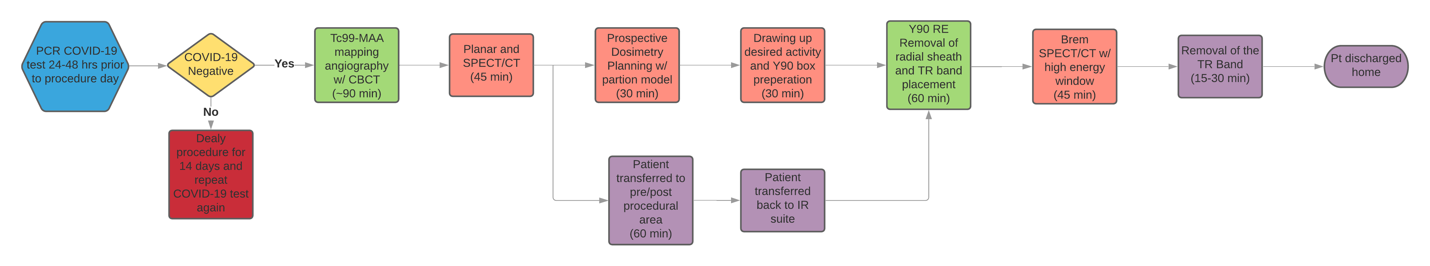 PCR COVID-19
test 24-48 hrs prior
to procedure day
COVID-19
Negative
Yes
No
Dealy
procedure for
14 days and
repeat
COVID-19 test
again
Tc99-MAA
mapping
angiography
w/ CBCT
(~90 min)
Planar and
SPECT/CT
(45 min)
Prospective
Dosimetry
Planning w/
partion model
(30 min)
Drawing up
desired activity
and Y90 box
preperation
(30 min)
Patient
transferred to
pre/post
procedural
area
(60 min)
Patient
transferred
back to IR
suite
Y90 RE
Removal of
radial sheath
and TR band
placement
(60 min)
Brem
SPECT/CT w/
high energy
window
(45 min)
Removal of the
TR Band
(15-30 min)
Pt discharged
home